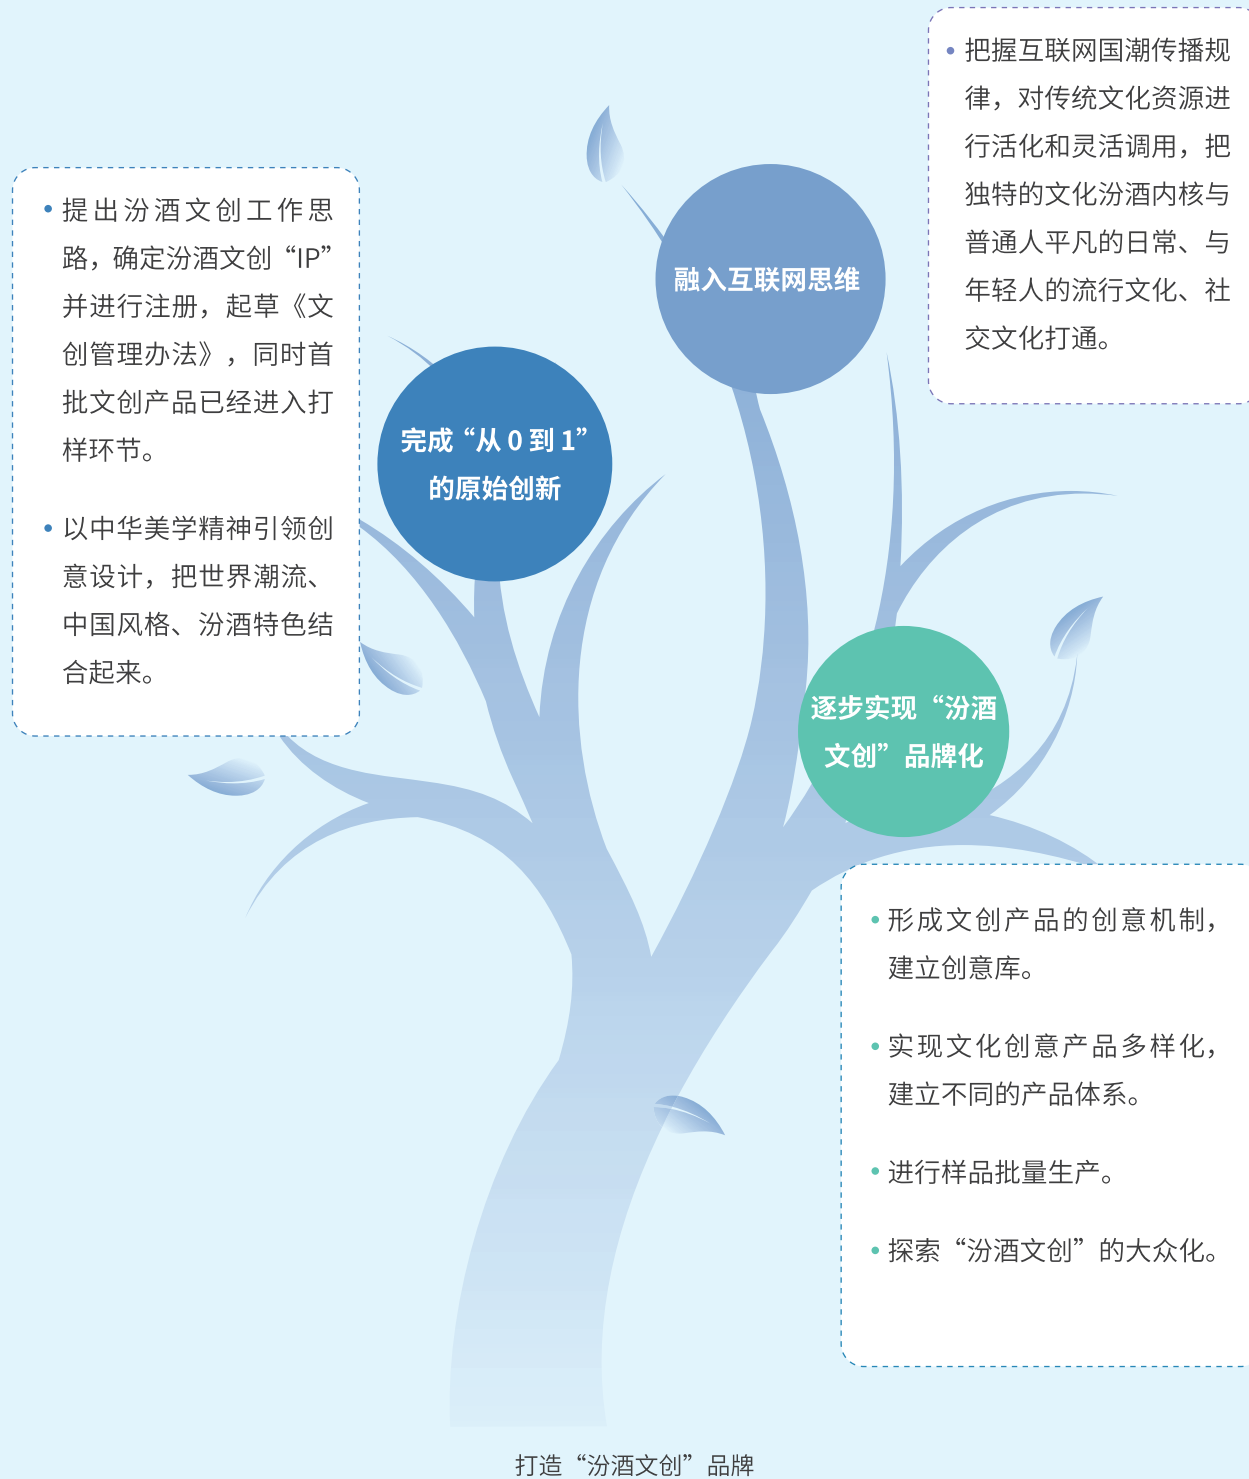 把握互联网国潮传播规
律，对传统文化资源进
行活化和灵活调用，把
独特的文化汾酒内核与
普通人平凡的日常、与
年轻人的流行文化、社
交文化打通。
融入互联网思维
提出汾酒文创工作思
路，确定汾酒文创“IP”
并进行注册，起草《文
创管理办法》，同时首
批文创产品已经进入打
样环节。
以中华美学精神引领创
意设计，把世界潮流、
中国风格、汾酒特色结
合起来。
完成“从 0 到 1”
的原始创新
逐步实现“汾酒
文创”品牌化
形成文创产品的创意机制，
建立创意库。
实现文化创意产品多样化，
建立不同的产品体系。
进行样品批量生产。
探索“汾酒文创”的大众化。
打造“汾酒文创”品牌